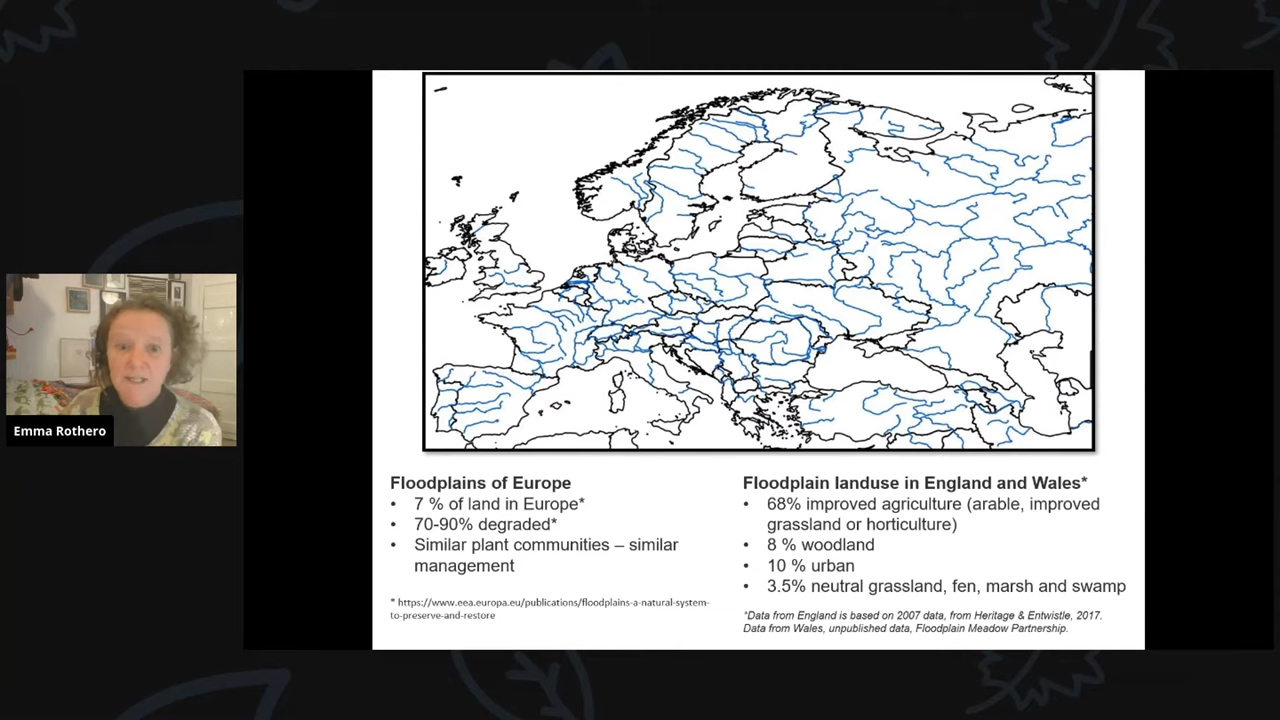 Emma Rothero
Floodplains of Europe
• 7 % of land in Europe*
• 70-90% degraded*
• Similar plant communities – similar
management
* https://www.eea.europa.eu/publications/floodplains-a-natural-system-
to-preserve-and-restore
Floodplain landuse in England and Wales*
• 68% improved agriculture (arable, improved
grassland or horticulture)
• 8 % woodland
• 10 % urban
• 3.5% neutral grassland, fen, marsh and swamp
*Data from England is based on 2007 data, from Heritage & Entwistle, 2017.
Data from Wales, unpublished data, Floodplain Meadow Partnership.